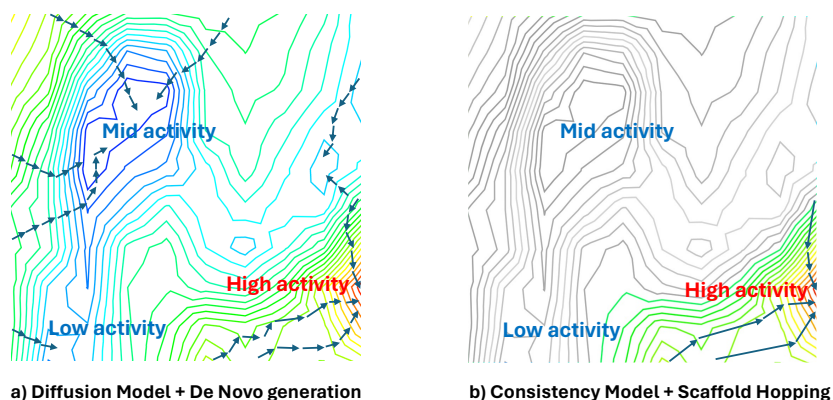 Mid activity
High activity
Low activity
a) Diffusion Model + De Novo generation
Mid activity
High activity
Low activity
b) Consistency Model + Scaffold Hopping